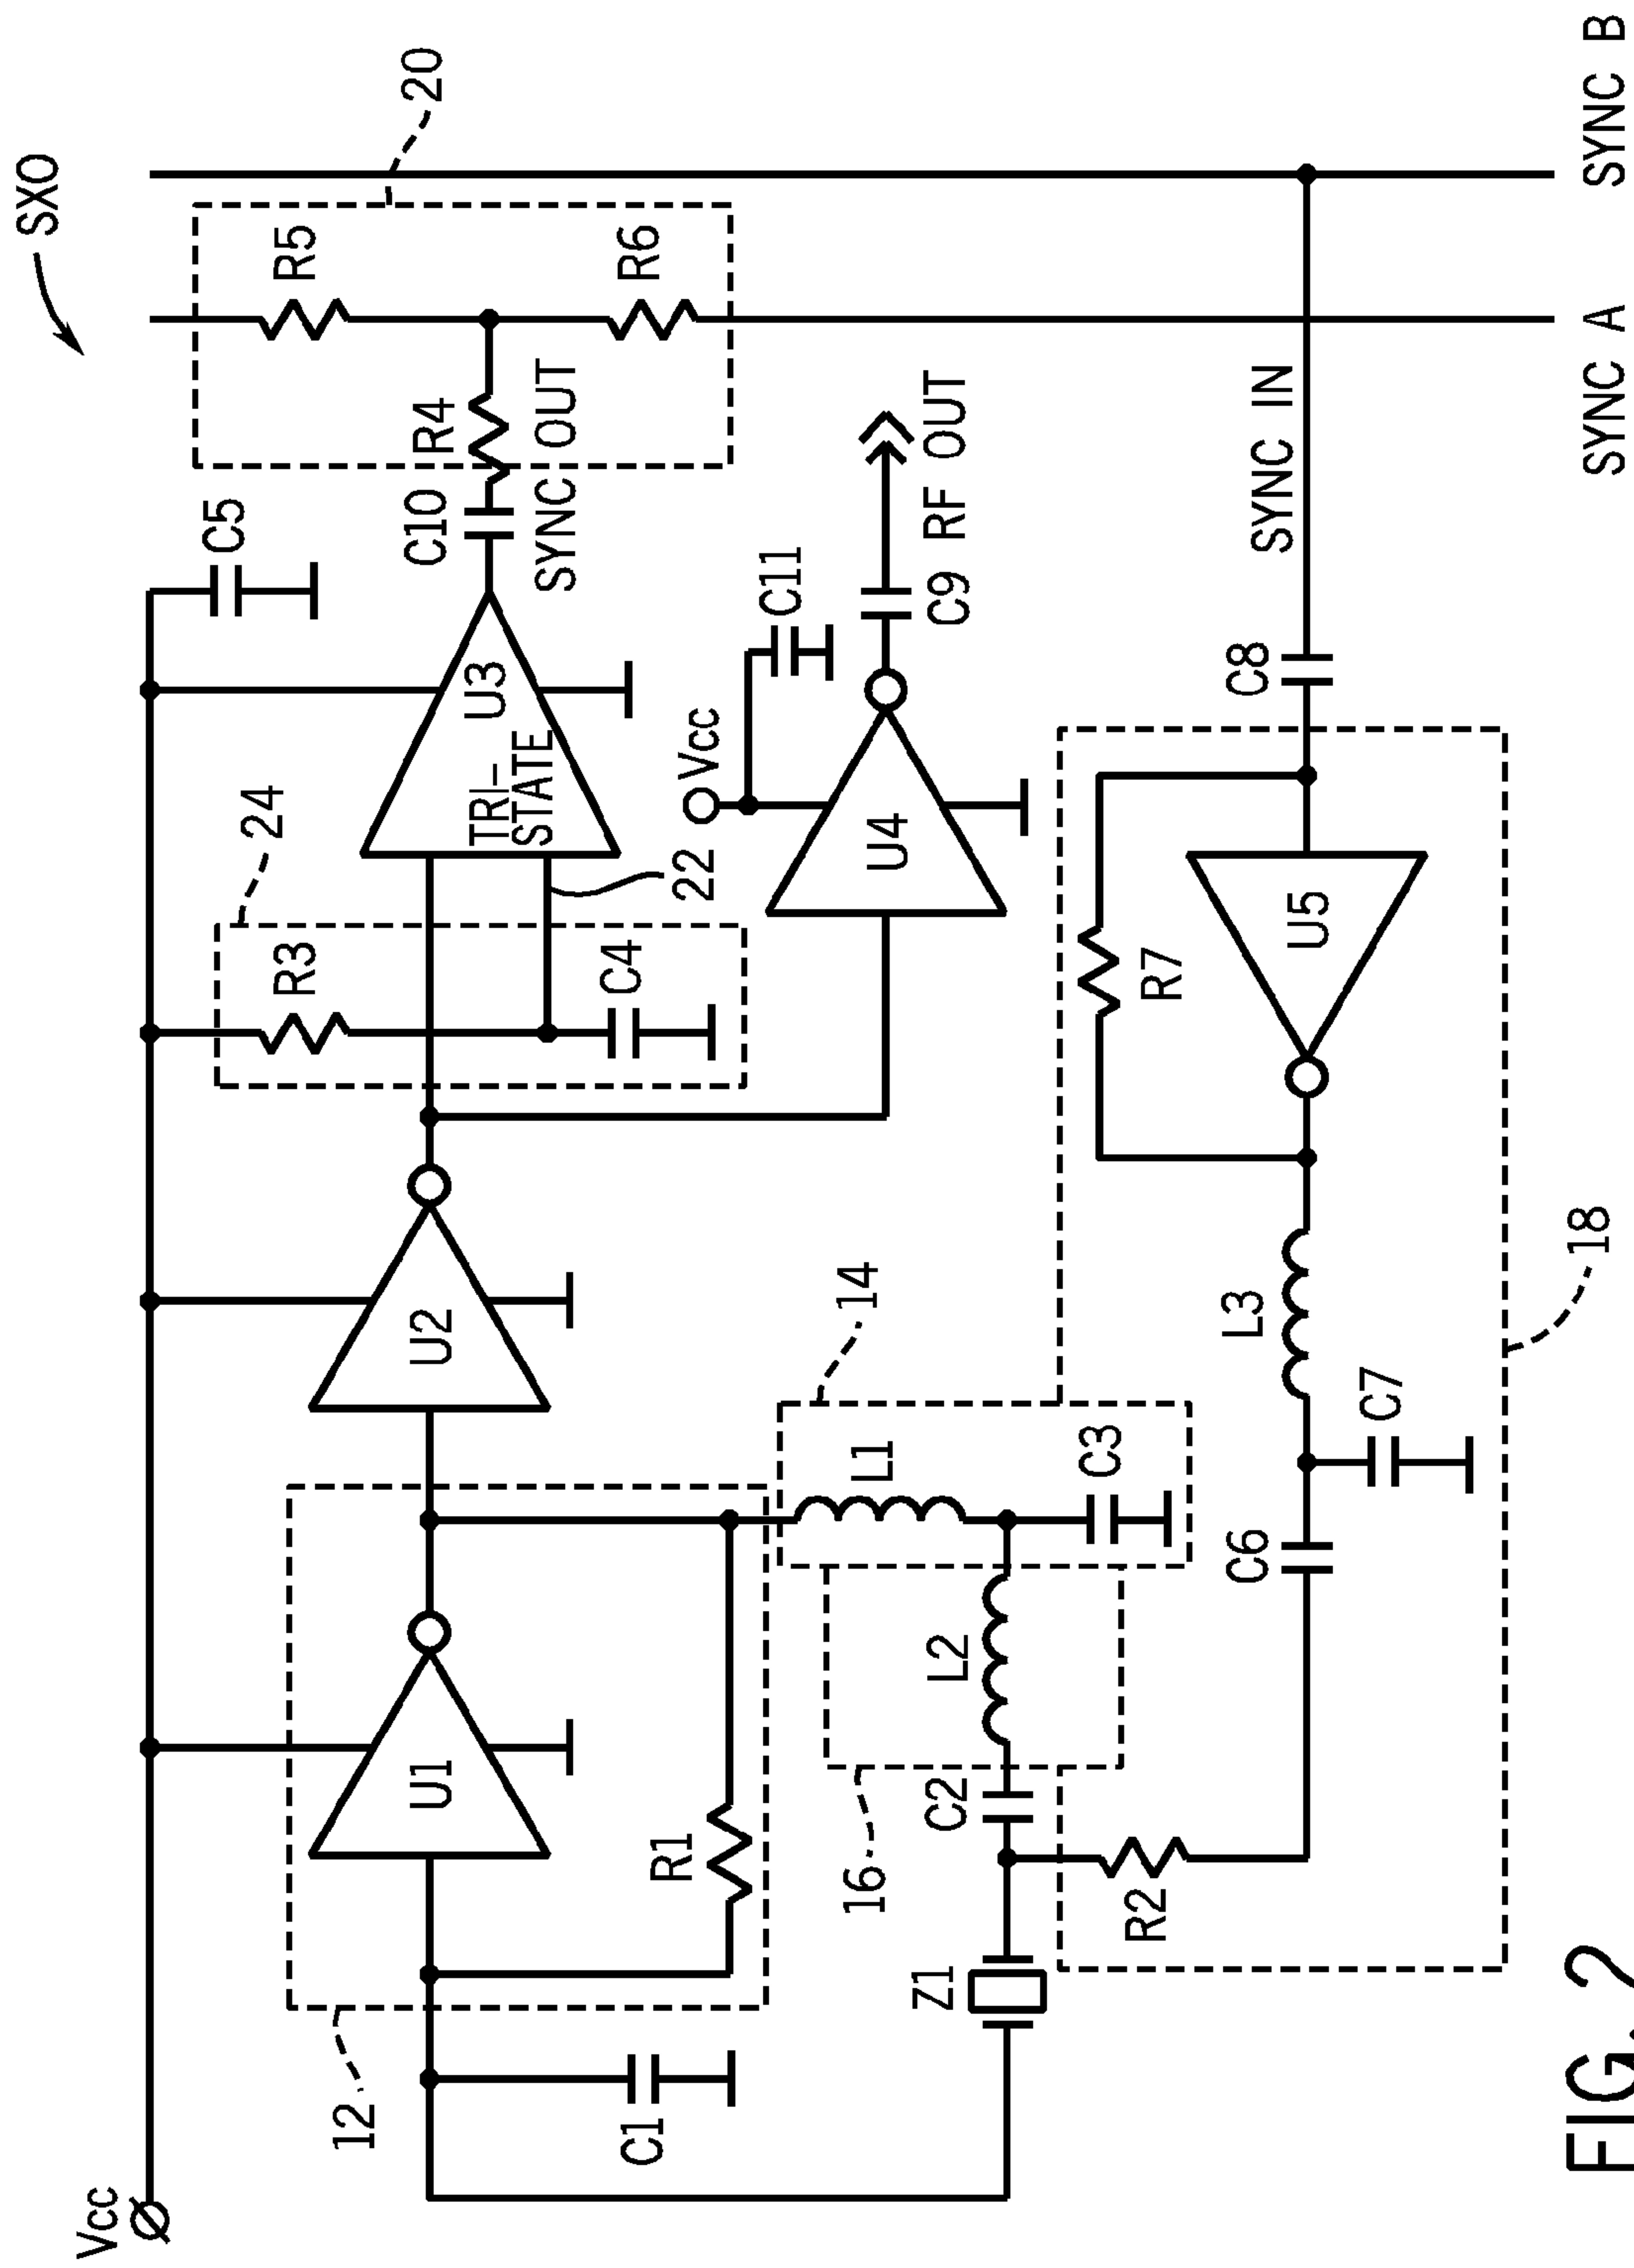 SXO
20
R5
R6
R4
SYNC OUT
C10
C5
U3
TRI-
STATE
22
24
R3
C4
Vcc
C11
C9
RF OUT
U4
SYNC IN
SYNC A
SYNC B
C8
R7
U5
18
L3
C7
C6
14
L1
C3
L2
16
C2
R2
Z1
U2
U1
R1
12
C1
Vcc
FIG. 2